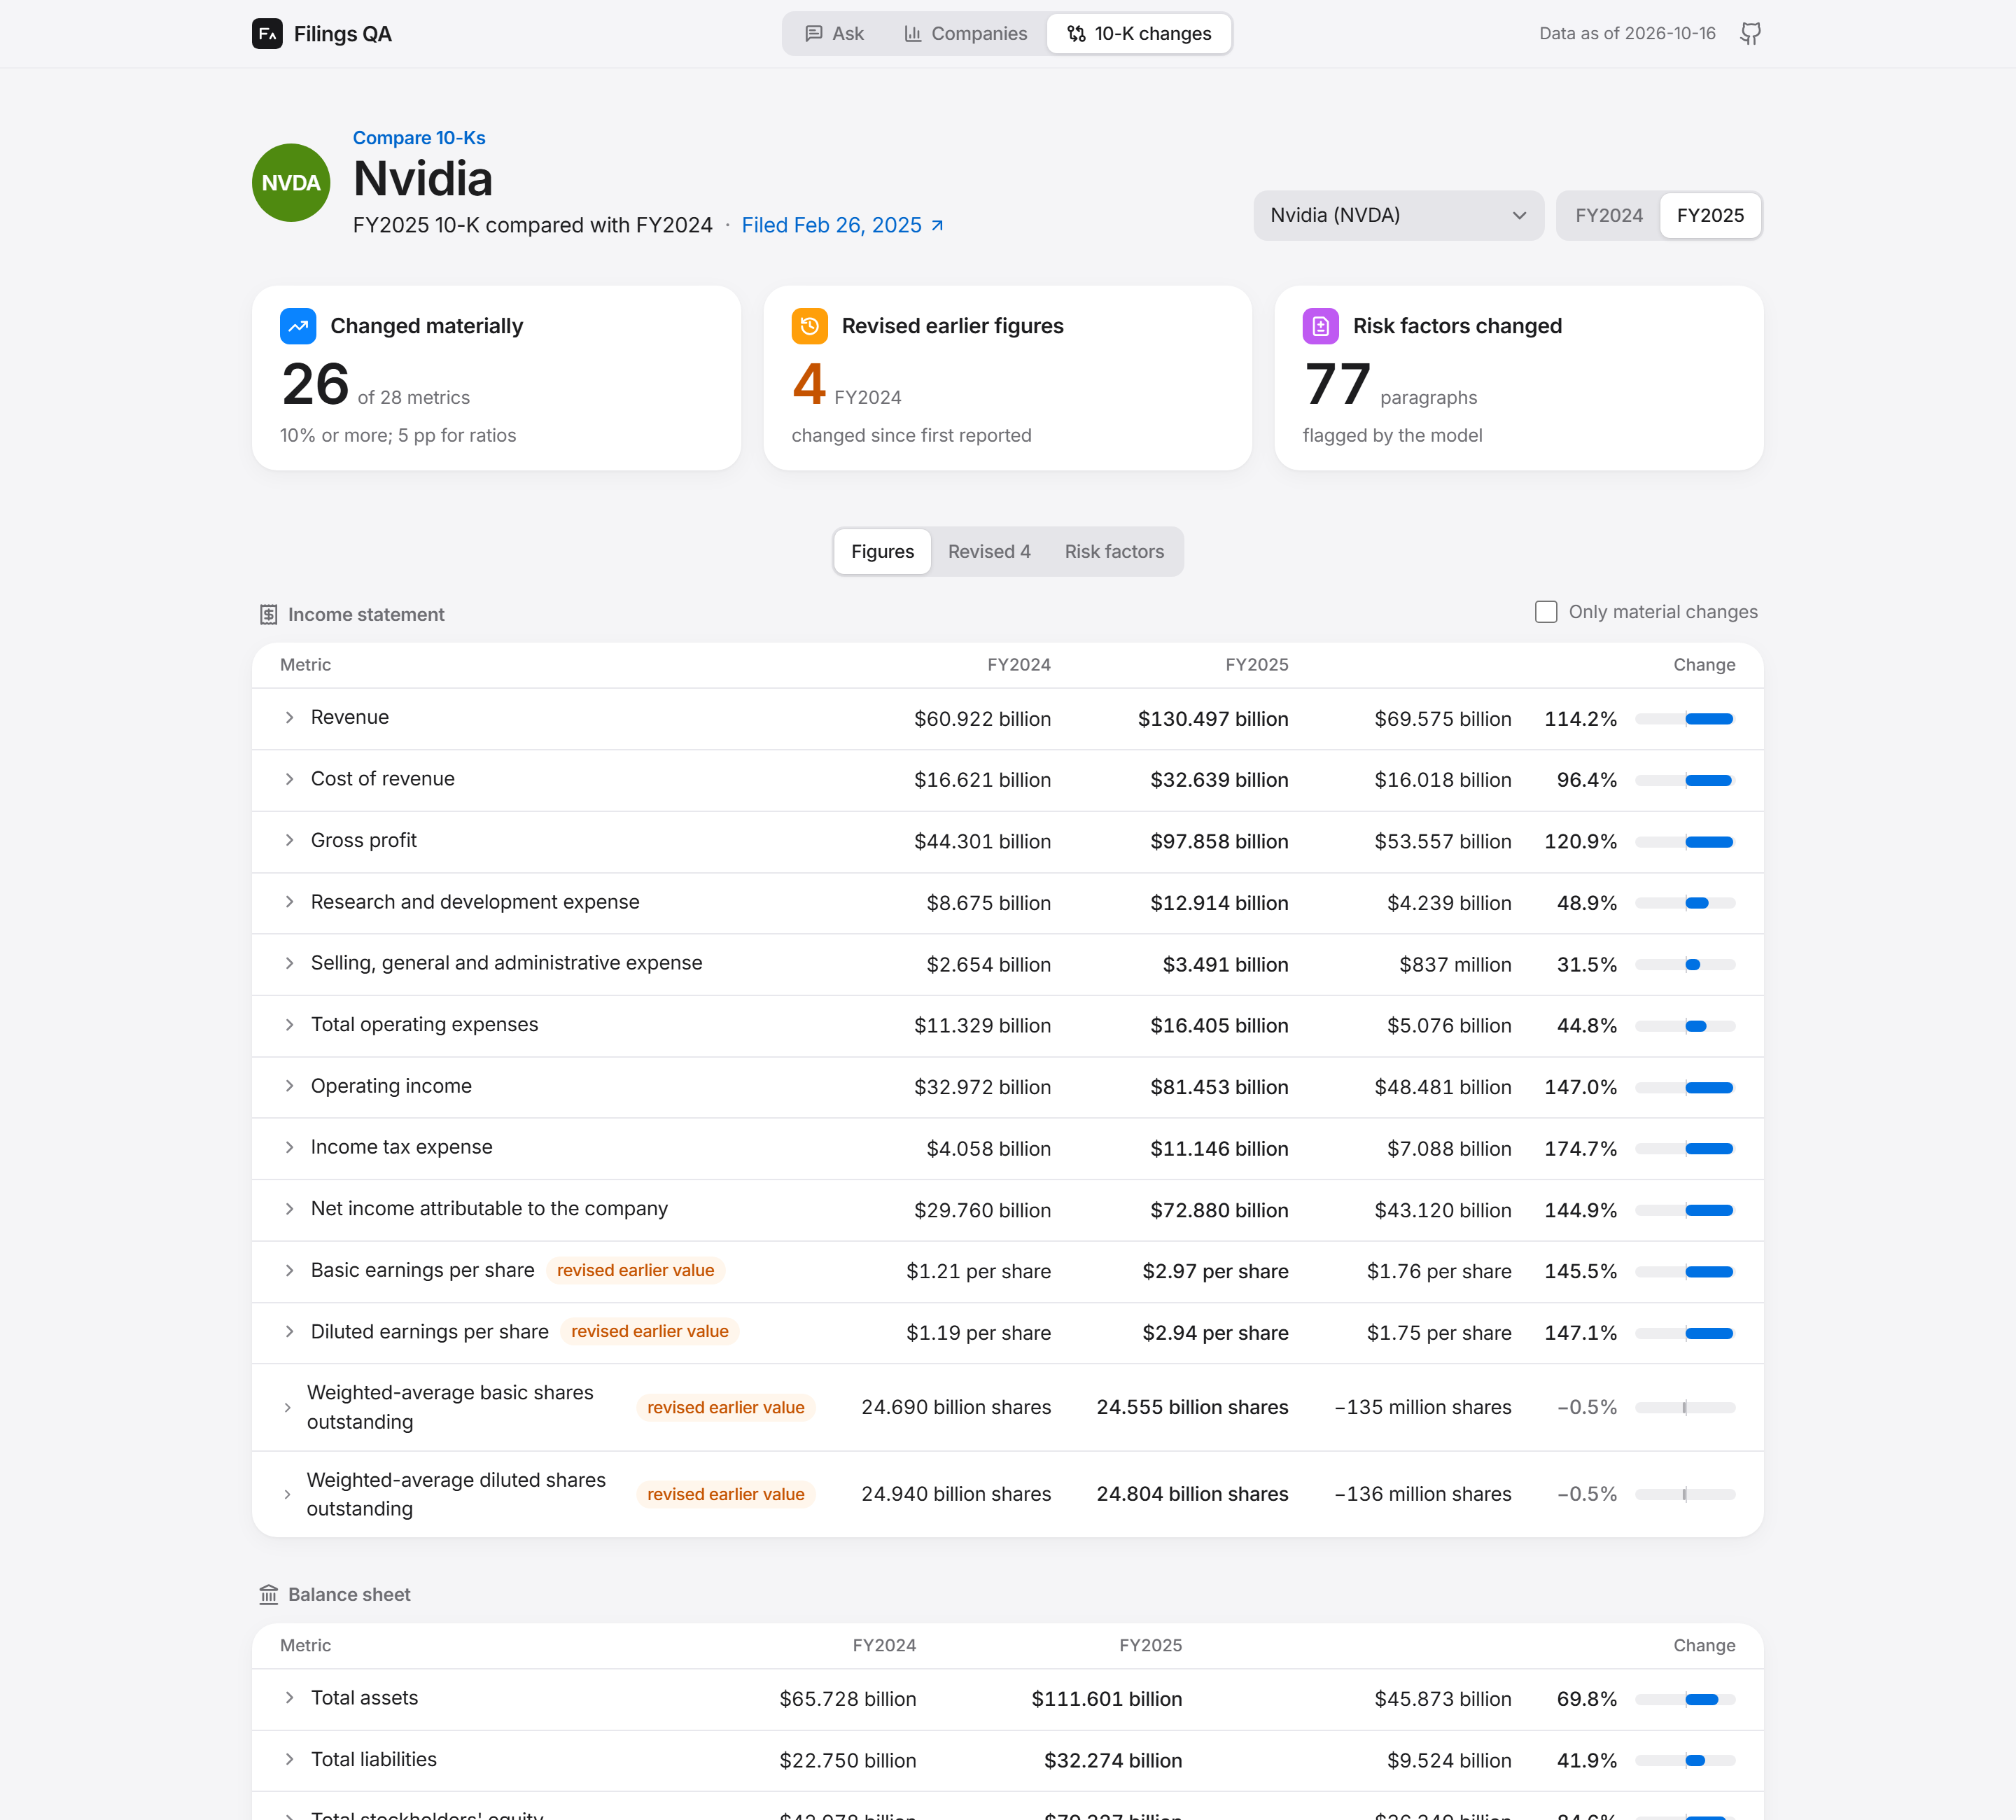 Filings QA
Ask
Companies
10-K changes
Data as of 2026-10-16
NVDA
Compare 10-Ks
Nvidia
FY2025 10-K compared with FY2024 · Filed Feb 26, 2025
Nvidia (NVDA)
FY2024
FY2025
Changed materially
26 of 28 metrics
10% or more; 5 pp for ratios
Revised earlier figures
4 FY2024
changed since first reported
Risk factors changed
77 paragraphs
flagged by the model
Figures
Revised 4
Risk factors
Income statement
Only material changes
Metric FY2024 FY2025 Change
Revenue $60.922 billion $130.497 billion $69.575 billion 114.2%
Cost of revenue $16.621 billion $32.639 billion $16.018 billion 96.4%
Gross profit $44.301 billion $97.858 billion $53.557 billion 120.9%
Research and development expense $8.675 billion $12.914 billion $4.239 billion 48.9%
Selling, general and administrative expense $2.654 billion $3.491 billion $837 million 31.5%
Total operating expenses $11.329 billion $16.405 billion $5.076 billion 44.8%
Operating income $32.972 billion $81.453 billion $48.481 billion 147.0%
Income tax expense $4.058 billion $11.146 billion $7.088 billion 174.7%
Net income attributable to the company $29.760 billion $72.880 billion $43.120 billion 144.9%
Basic earnings per share revised earlier value $1.21 per share $2.97 per share $1.76 per share 145.5%
Diluted earnings per share revised earlier value $1.19 per share $2.94 per share $1.75 per share 147.1%
Weighted-average basic shares
outstanding revised earlier value 24.690 billion shares 24.555 billion shares −135 million shares −0.5%
Weighted-average diluted shares
outstanding revised earlier value 24.940 billion shares 24.804 billion shares −136 million shares −0.5%
Balance sheet
Metric FY2024 FY2025 Change
Total assets $65.728 billion $111.601 billion $45.873 billion 69.8%
Total liabilities $22.750 billion $32.274 billion $9.524 billion 41.9%
Total stockholders' equity